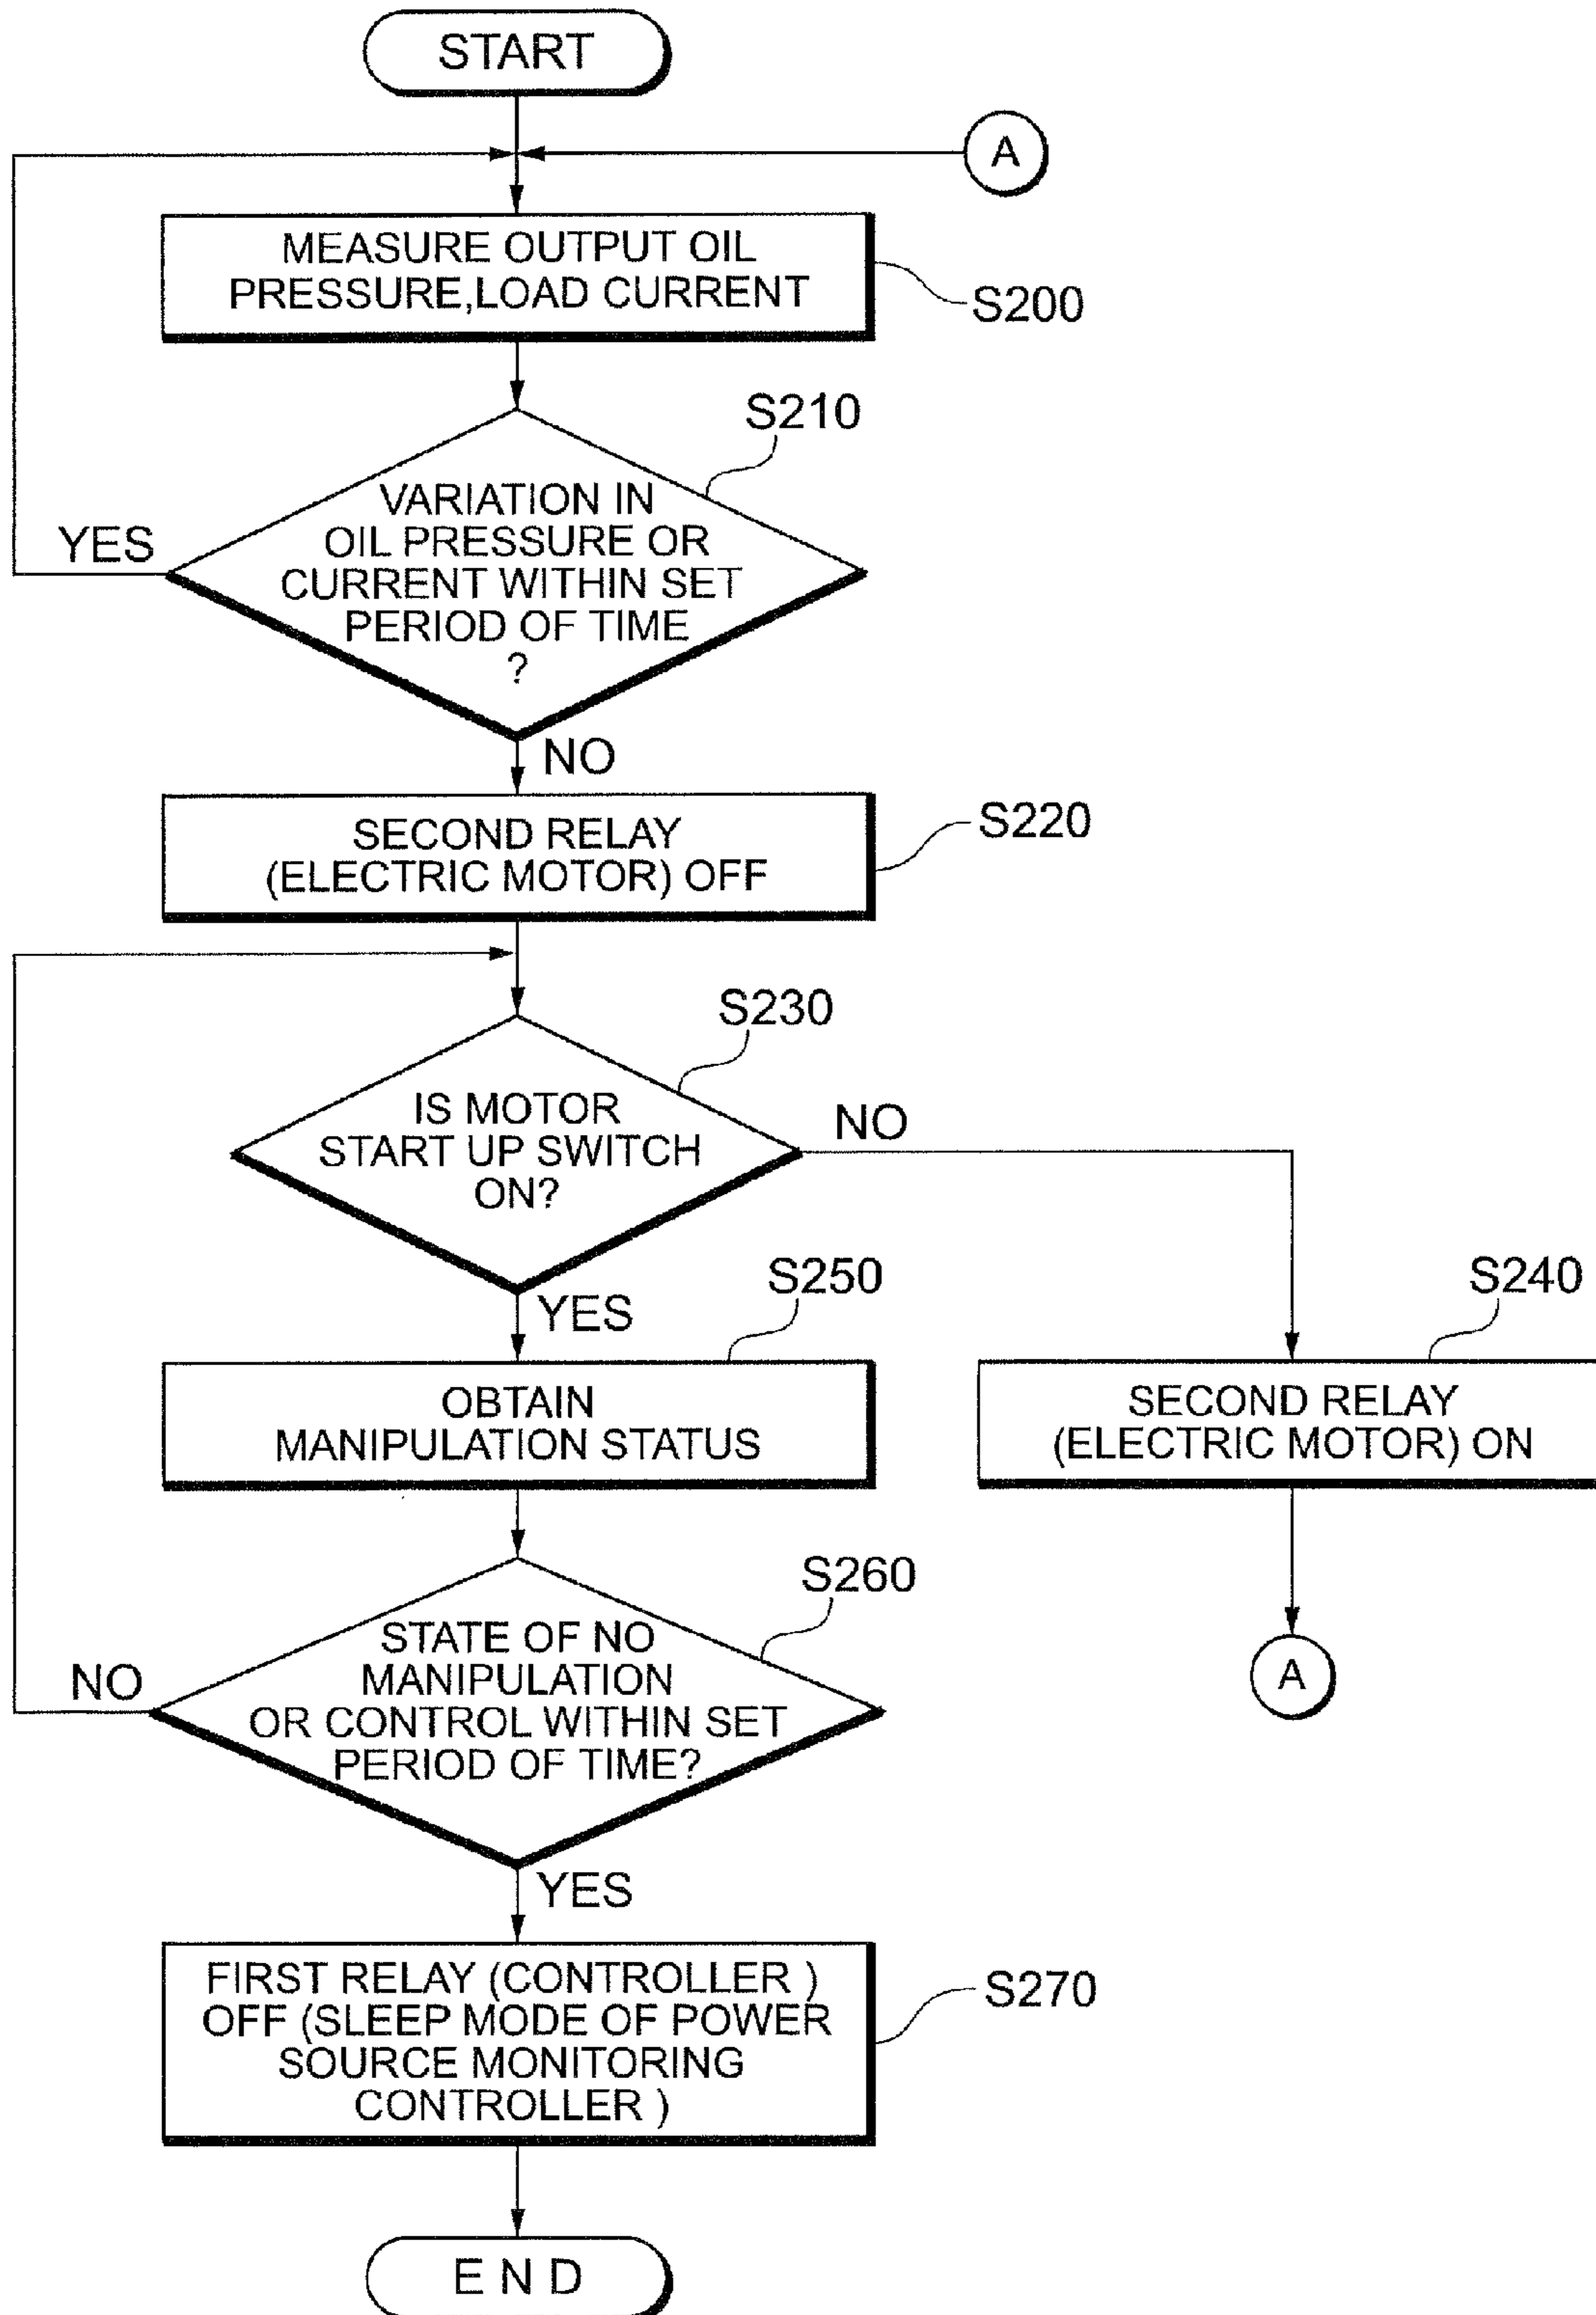 START
A
MEASURE OUTPUT OIL
PRESSURE,LOAD CURRENT
S200
S210
VARIATION IN
OIL PRESSURE OR
CURRENT WITHIN SET
PERIOD OF TIME
?
YES
NO
SECOND RELAY
(ELECTRIC MOTOR) OFF
S220
S230
IS MOTOR
START UP SWITCH
ON?
NO
YES
S250
S240
OBTAIN
MANIPULATION STATUS
SECOND RELAY
(ELECTRIC MOTOR) ON
S260
STATE OF NO
MANIPULATION
OR CONTROL WITHIN SET
PERIOD OF TIME?
NO
A
YES
FIRST RELAY (CONTROLLER )
OFF (SLEEP MODE OF POWER
SOURCE MONITORING
CONTROLLER )
S270
E N D